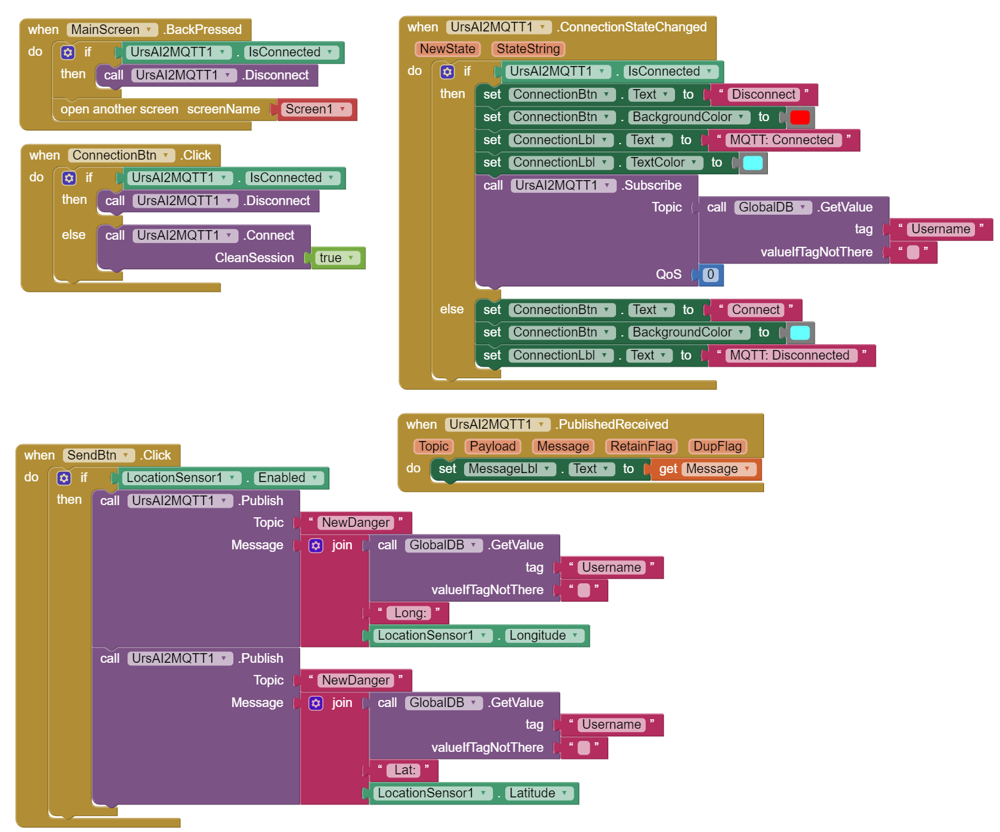 when MainScreen .BackPressed
do if UrsAI2MQTT1 . IsConnected
then call UrsAI2MQTT1 .Disconnect
open another screen screenName Screen1
when ConnectionBtn .Click
do if UrsAI2MQTT1 . IsConnected
then call UrsAI2MQTT1 .Disconnect
else call UrsAI2MQTT1 .Connect
CleanSession true
when UrsAI2MQTT1 .ConnectionStateChanged
NewState StateString
do if UrsAI2MQTT1 . IsConnected
then set ConnectionBtn . Text to “ Disconnect ”
set ConnectionBtn . BackgroundColor to
set ConnectionLbl . Text to “ MQTT: Connected ”
set ConnectionLbl . TextColor to
call UrsAI2MQTT1 .Subscribe
Topic call GlobalDB .GetValue
tag “ Username ”
valueIfTagNotThere “ ”
QoS 0
else set ConnectionBtn . Text to “ Connect ”
set ConnectionBtn . BackgroundColor to
set ConnectionLbl . Text to “ MQTT: Disconnected ”
when UrsAI2MQTT1 .PublishedReceived
Topic Payload Message RetainFlag DupFlag
do set MessageLbl . Text to get Message
when SendBtn .Click
do if LocationSensor1 . Enabled
then call UrsAI2MQTT1 .Publish
Topic “ NewDanger ”
Message join call GlobalDB .GetValue
tag “ Username ”
valueIfTagNotThere “ ”
“ Long: ”
LocationSensor1 . Longitude
call UrsAI2MQTT1 .Publish
Topic “ NewDanger ”
Message join call GlobalDB .GetValue
tag “ Username ”
valueIfTagNotThere “ ”
“ Lat: ”
LocationSensor1 . Latitude